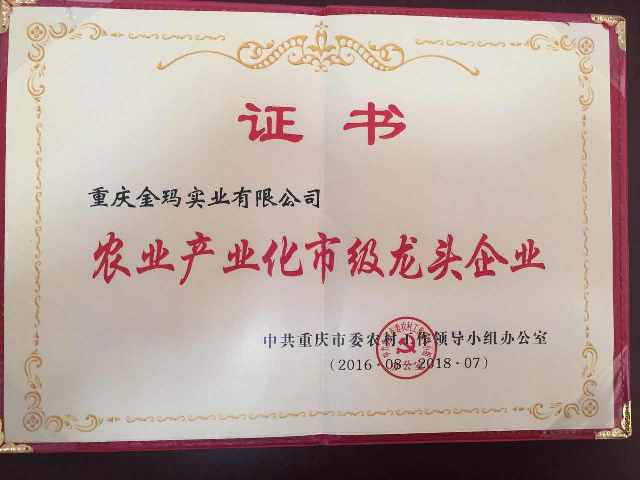 证书
重庆金玛实业有限公司
农业产业化市级龙头企业
中共重庆市委农村工作领导小组办公室
(2016·08-2018·07)